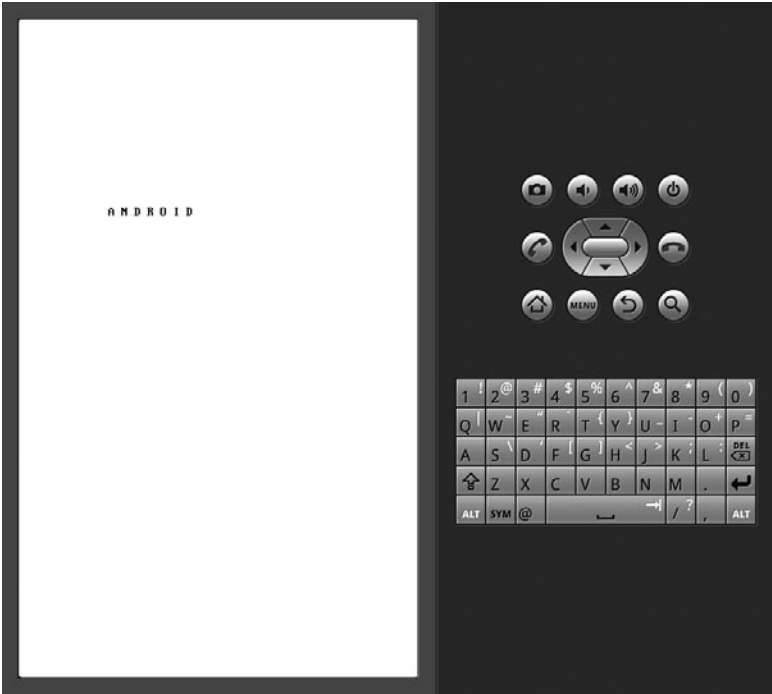 ANDROID
MENU
1 ! 2 @ 3 # 4 $ 5 % 6 ^ 7 & 8 * 9 ( 0 )
Q | W ~ E " R ` T { Y } U _ I - O + P =
A S \ D ' F [ G ] H < J > K ; L : DEL
Z X C V B N M .
ALT SYM @ / ? , ALT